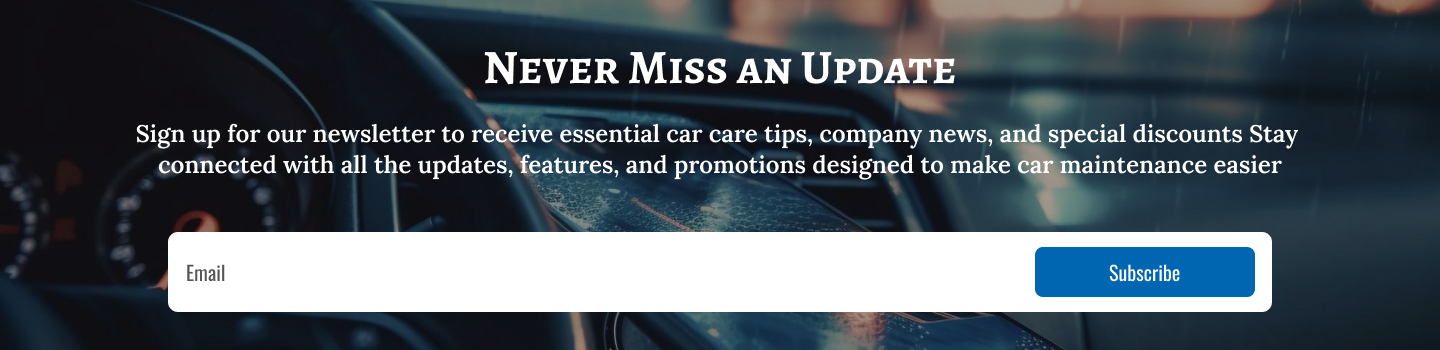 Never Miss an Update
Sign up for our newsletter to receive essential car care tips, company news, and special discounts Stay
connected with all the updates, features, and promotions designed to make car maintenance easier
Email
Subscribe